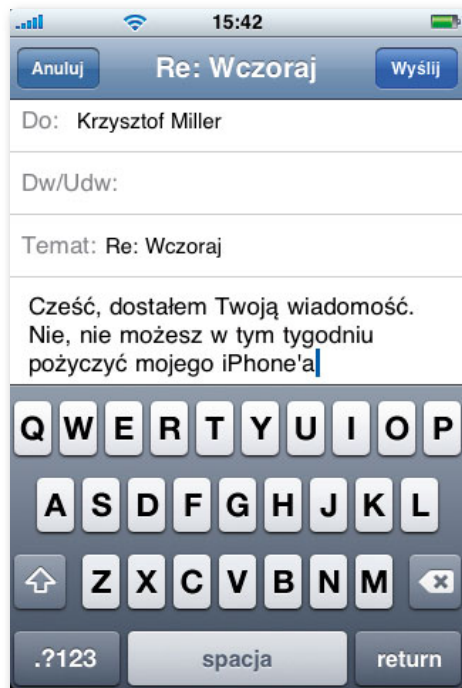 15:42
Anuluj Re: Wczoraj Wyślij
Do: Krzysztof Miller
Dw/Udw:
Temat: Re: Wczoraj
Cześć, dostałem Twoją wiadomość.
Nie, nie możesz w tym tygodniu
pożyczyć mojego iPhone'a
Q W E R T Y U I O P
A S D F G H J K L
Z X C V B N M
.?123 spacja return